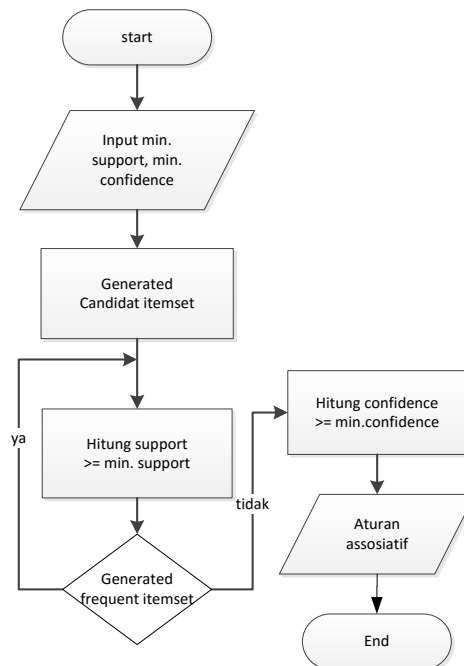 start
Input min.
support, min.
confidence
Generated
Candidat itemset
ya
Hitung support
>= min. support
Generated
frequent itemset
tidak
Hitung confidence
>= min.confidence
Aturan
assosiatif
End